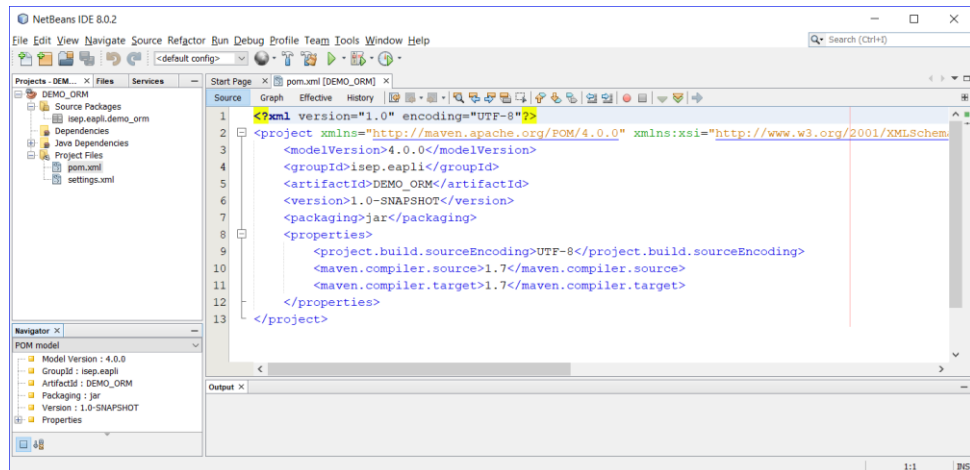 NetBeans IDE 8.0.2
File Edit View Navigate Source Refactor Run Debug Profile Team Tools Window Help
Search (Ctrl+I)
<default config>
Projects - DEM... Files Services
DEMO_ORM
Source Packages
isep.eapli.demo_orm
Dependencies
Java Dependencies
Project Files
pom.xml
settings.xml
Navigator
POM model
Model Version : 4.0.0
GroupId : isep.eapli
ArtifactId : DEMO_ORM
Packaging : jar
Version : 1.0-SNAPSHOT
Properties
Start Page pom.xml [DEMO_ORM]
Source Graph Effective History
1 <?xml version="1.0" encoding="UTF-8"?>
2 <project xmlns="http://maven.apache.org/POM/4.0.0" xmlns:xsi="http://www.w3.org/2001/XMLSchem
3 <modelVersion>4.0.0</modelVersion>
4 <groupId>isep.eapli</groupId>
5 <artifactId>DEMO_ORM</artifactId>
6 <version>1.0-SNAPSHOT</version>
7 <packaging>jar</packaging>
8 <properties>
9 <project.build.sourceEncoding>UTF-8</project.build.sourceEncoding>
10 <maven.compiler.source>1.7</maven.compiler.source>
11 <maven.compiler.target>1.7</maven.compiler.target>
12 </properties>
13 </project>
Output
1:1 INS